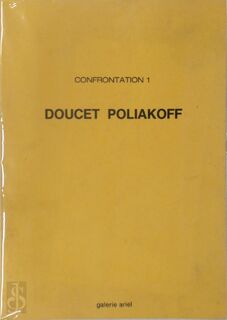 CONFRONTATION 1
DOUCET POLIAKOFF
galerie ariel